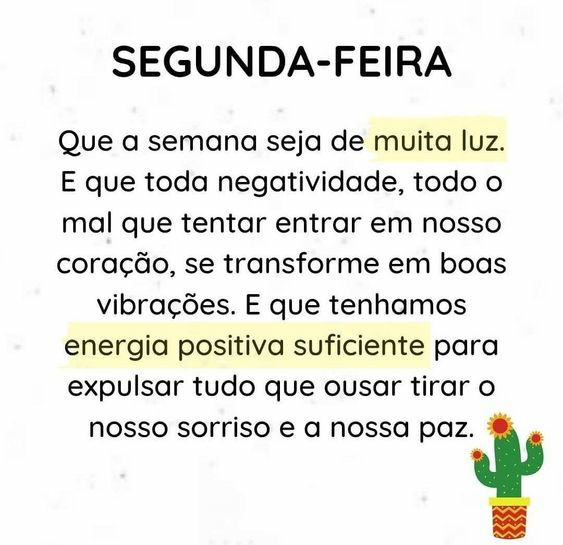 SEGUNDA-FEIRA
Que a semana seja de muita luz.
E que toda negatividade, todo o
mal que tentar entrar em nosso
coração, se transforme em boas
vibrações. E que tenhamos
energia positiva suficiente para
expulsar tudo que ousar tirar o
nosso sorriso e a nossa paz.